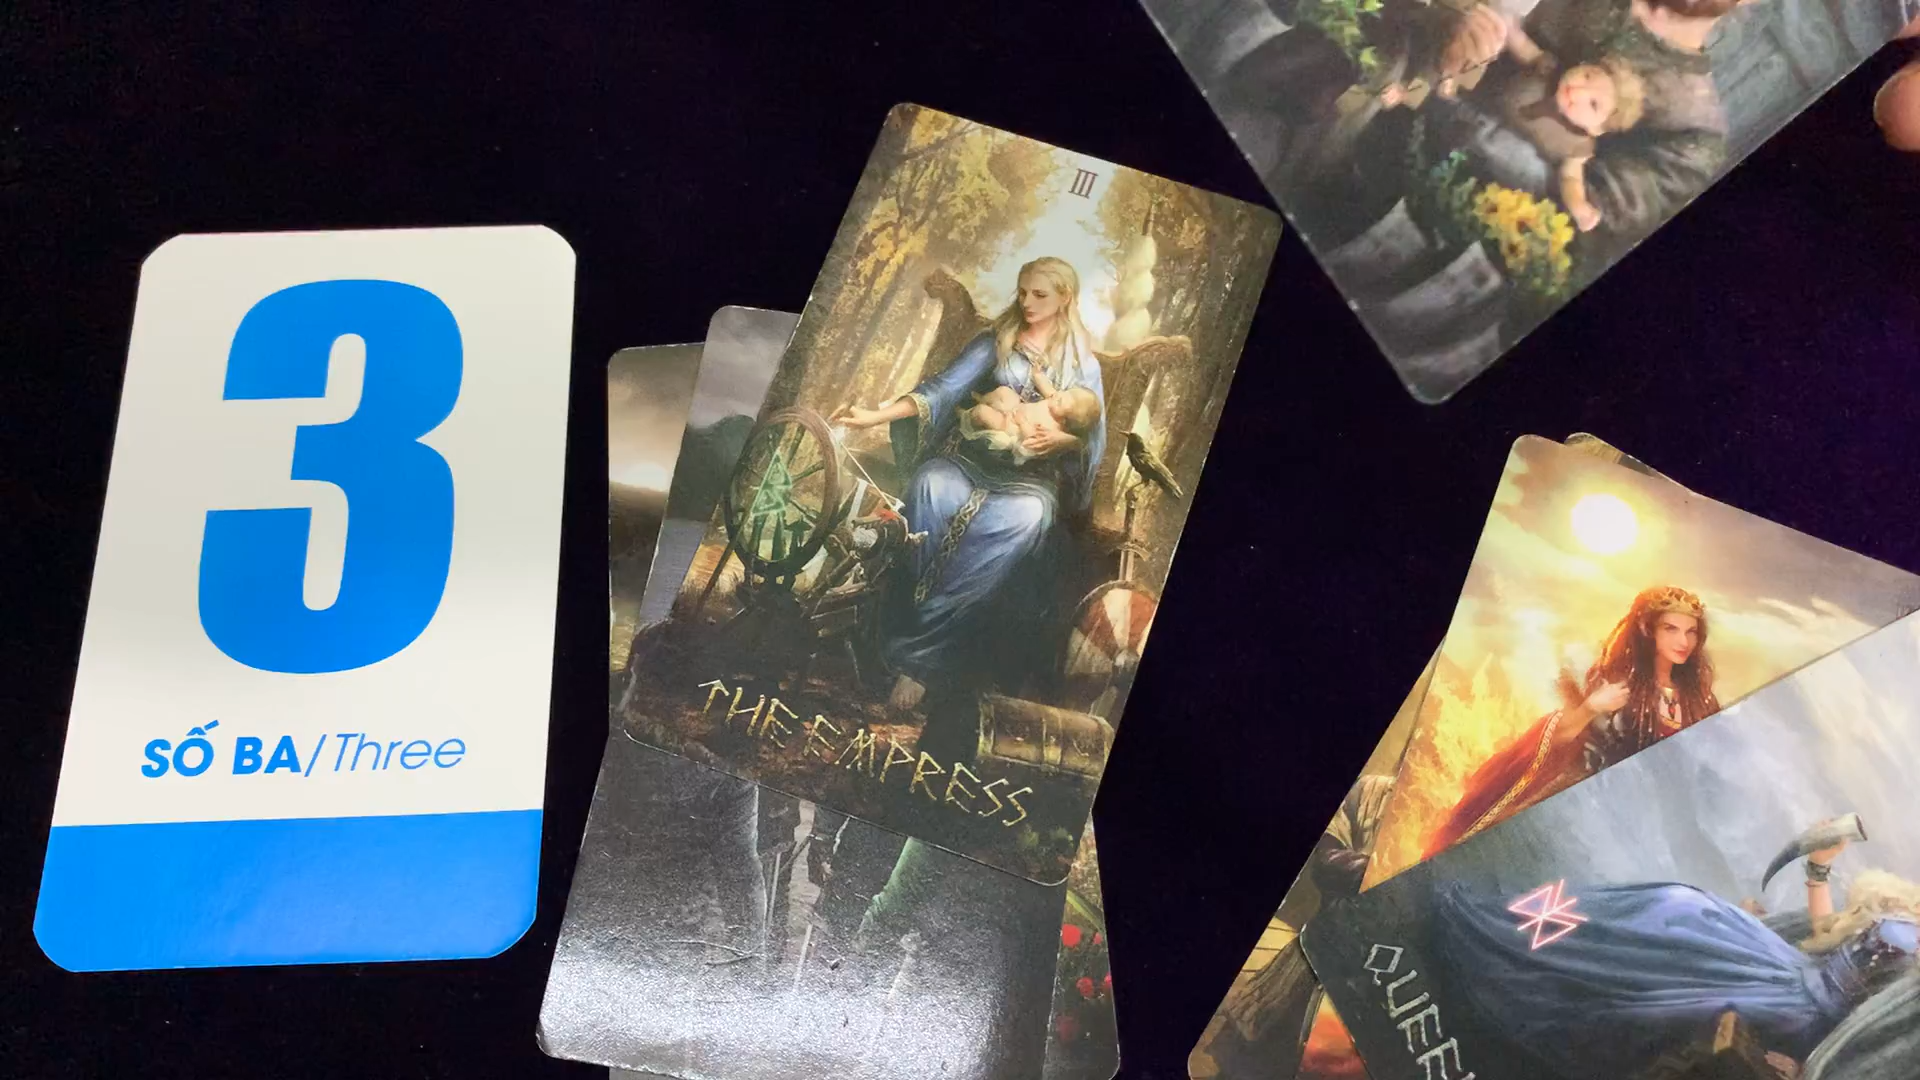 3
SỐ BA/Three
III
THE EMPRESS
QUEE